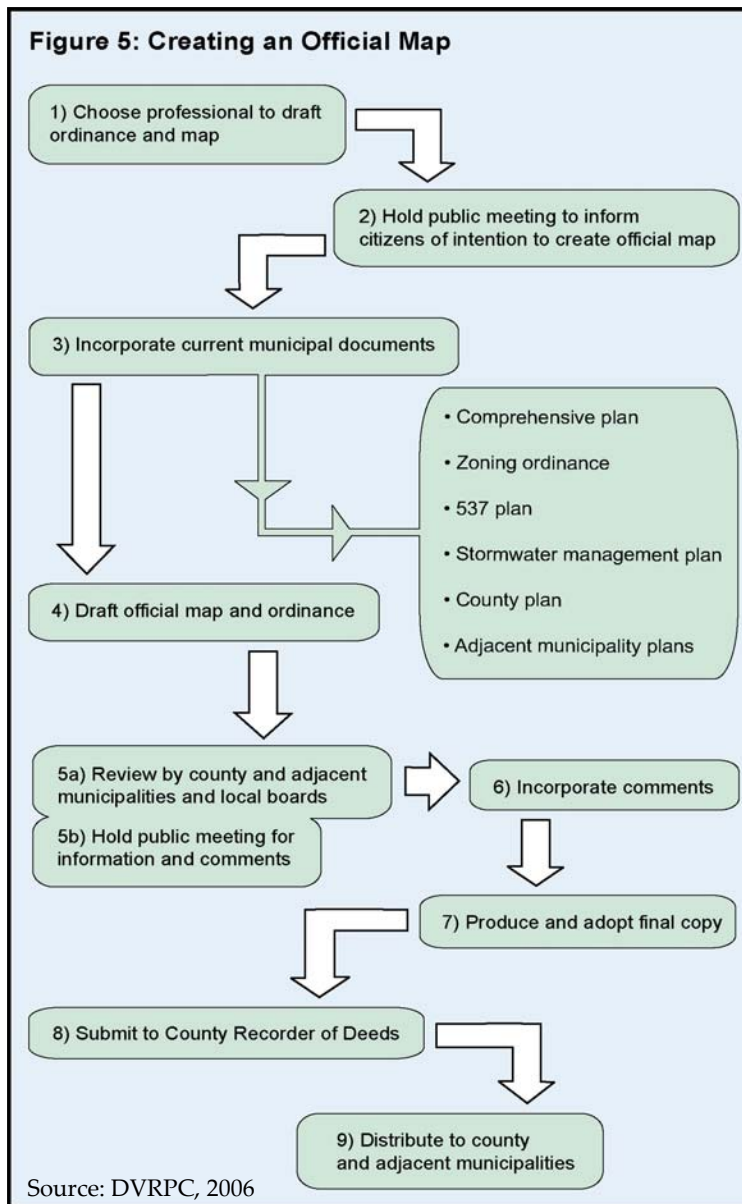 Figure 5: Creating an Official Map
1) Choose professional to draft
ordinance and map
2) Hold public meeting to inform
citizens of intention to create official map
3) Incorporate current municipal documents
• Comprehensive plan
• Zoning ordinance
• 537 plan
• Stormwater management plan
• County plan
• Adjacent municipality plans
4) Draft official map and ordinance
5a) Review by county and adjacent
municipalities and local boards
5b) Hold public meeting for
information and comments
6) Incorporate comments
7) Produce and adopt final copy
8) Submit to County Recorder of Deeds
9) Distribute to county
and adjacent municipalities
Source: DVRPC, 2006